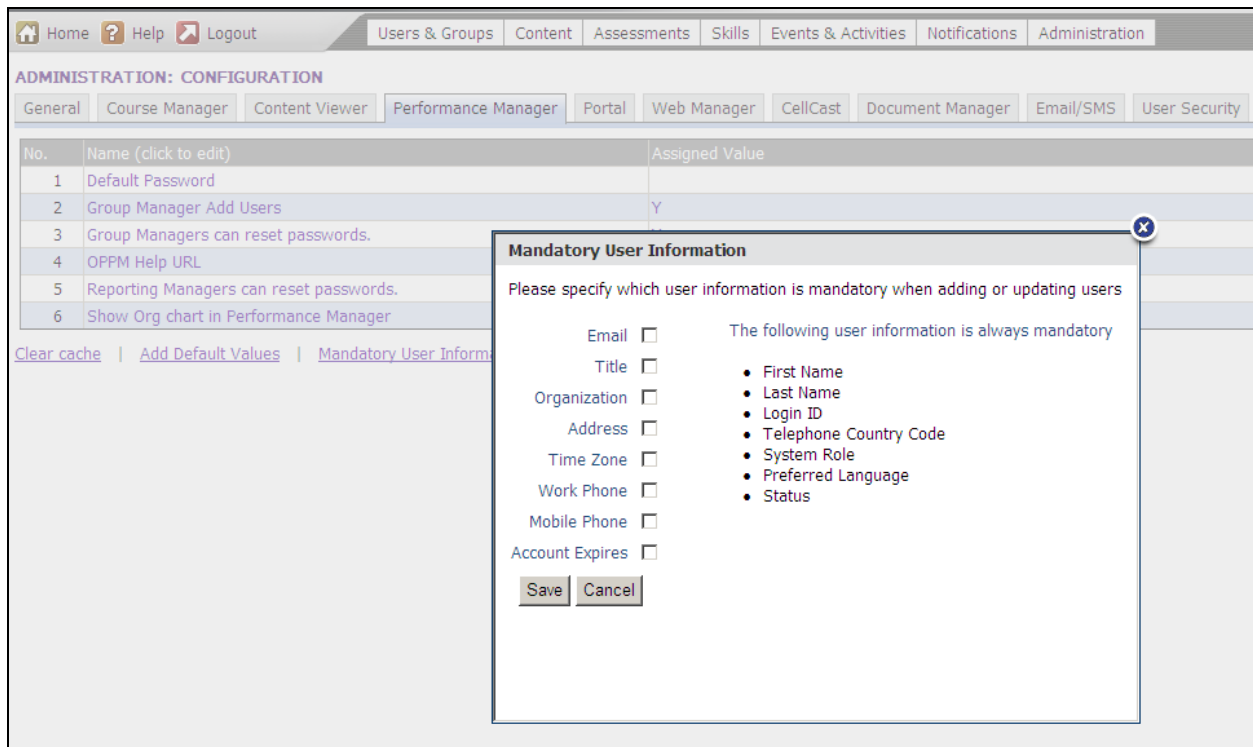 Home Help Logout Users & Groups Content Assessments Skills Events & Activities Notifications Administration
ADMINISTRATION: CONFIGURATION
General Course Manager Content Viewer Performance Manager Portal Web Manager CellCast Document Manager Email/SMS User Security
No. Name (click to edit) Assigned Value
1 Default Password
2 Group Manager Add Users Y
3 Group Managers can reset passwords.
4 OPPM Help URL
5 Reporting Managers can reset passwords.
6 Show Org chart in Performance Manager
Clear cache | Add Default Values | Mandatory User
Mandatory User Information
Please specify which user information is mandatory when adding or updating users
Email
Title
Organization
Address
Time Zone
Work Phone
Mobile Phone
Account Expires
Save Cancel
The following user information is always mandatory
• First Name
• Last Name
• Login ID
• Telephone Country Code
• System Role
• Preferred Language
• Status